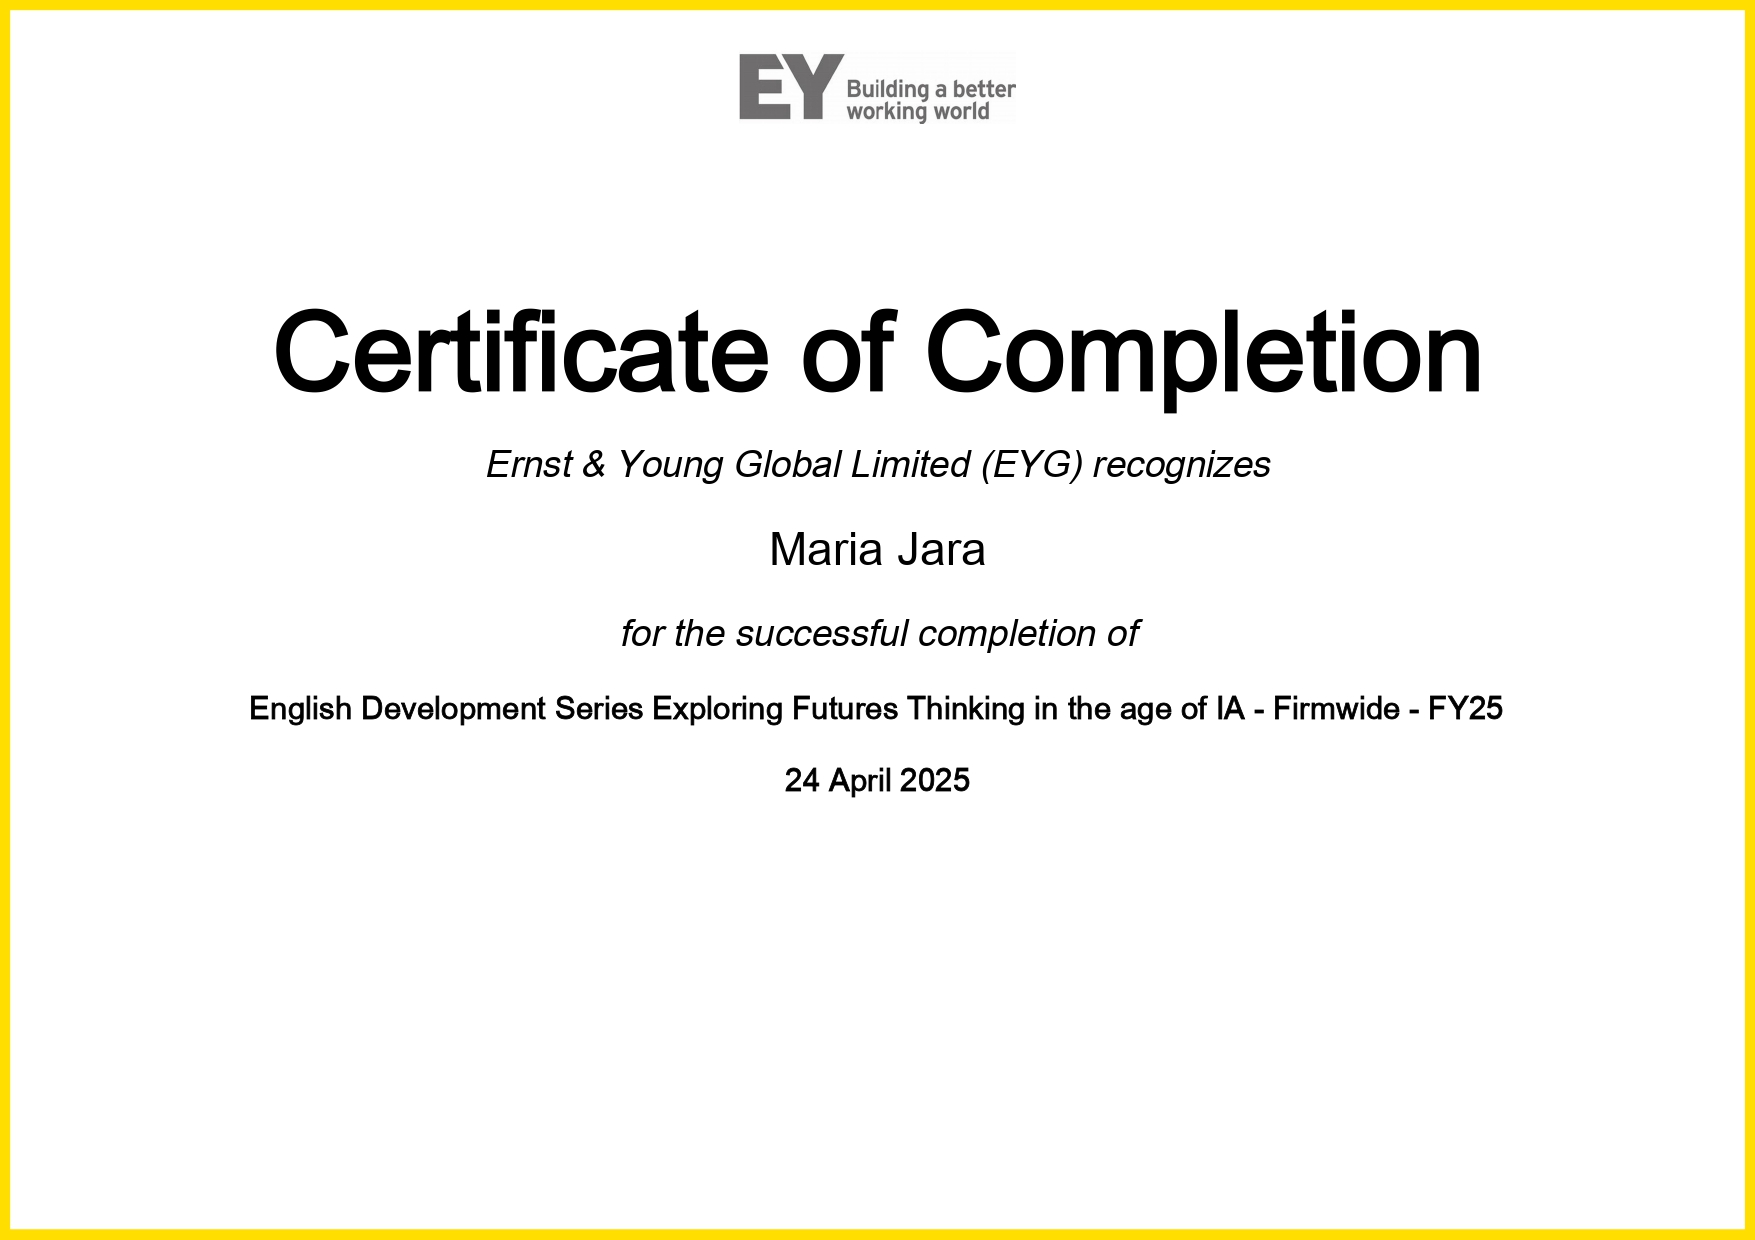 EY Building a better
working world
Certificate of Completion
Ernst & Young Global Limited (EYG) recognizes
Maria Jara
for the successful completion of
English Development Series Exploring Futures Thinking in the age of IA - Firmwide - FY25
24 April 2025